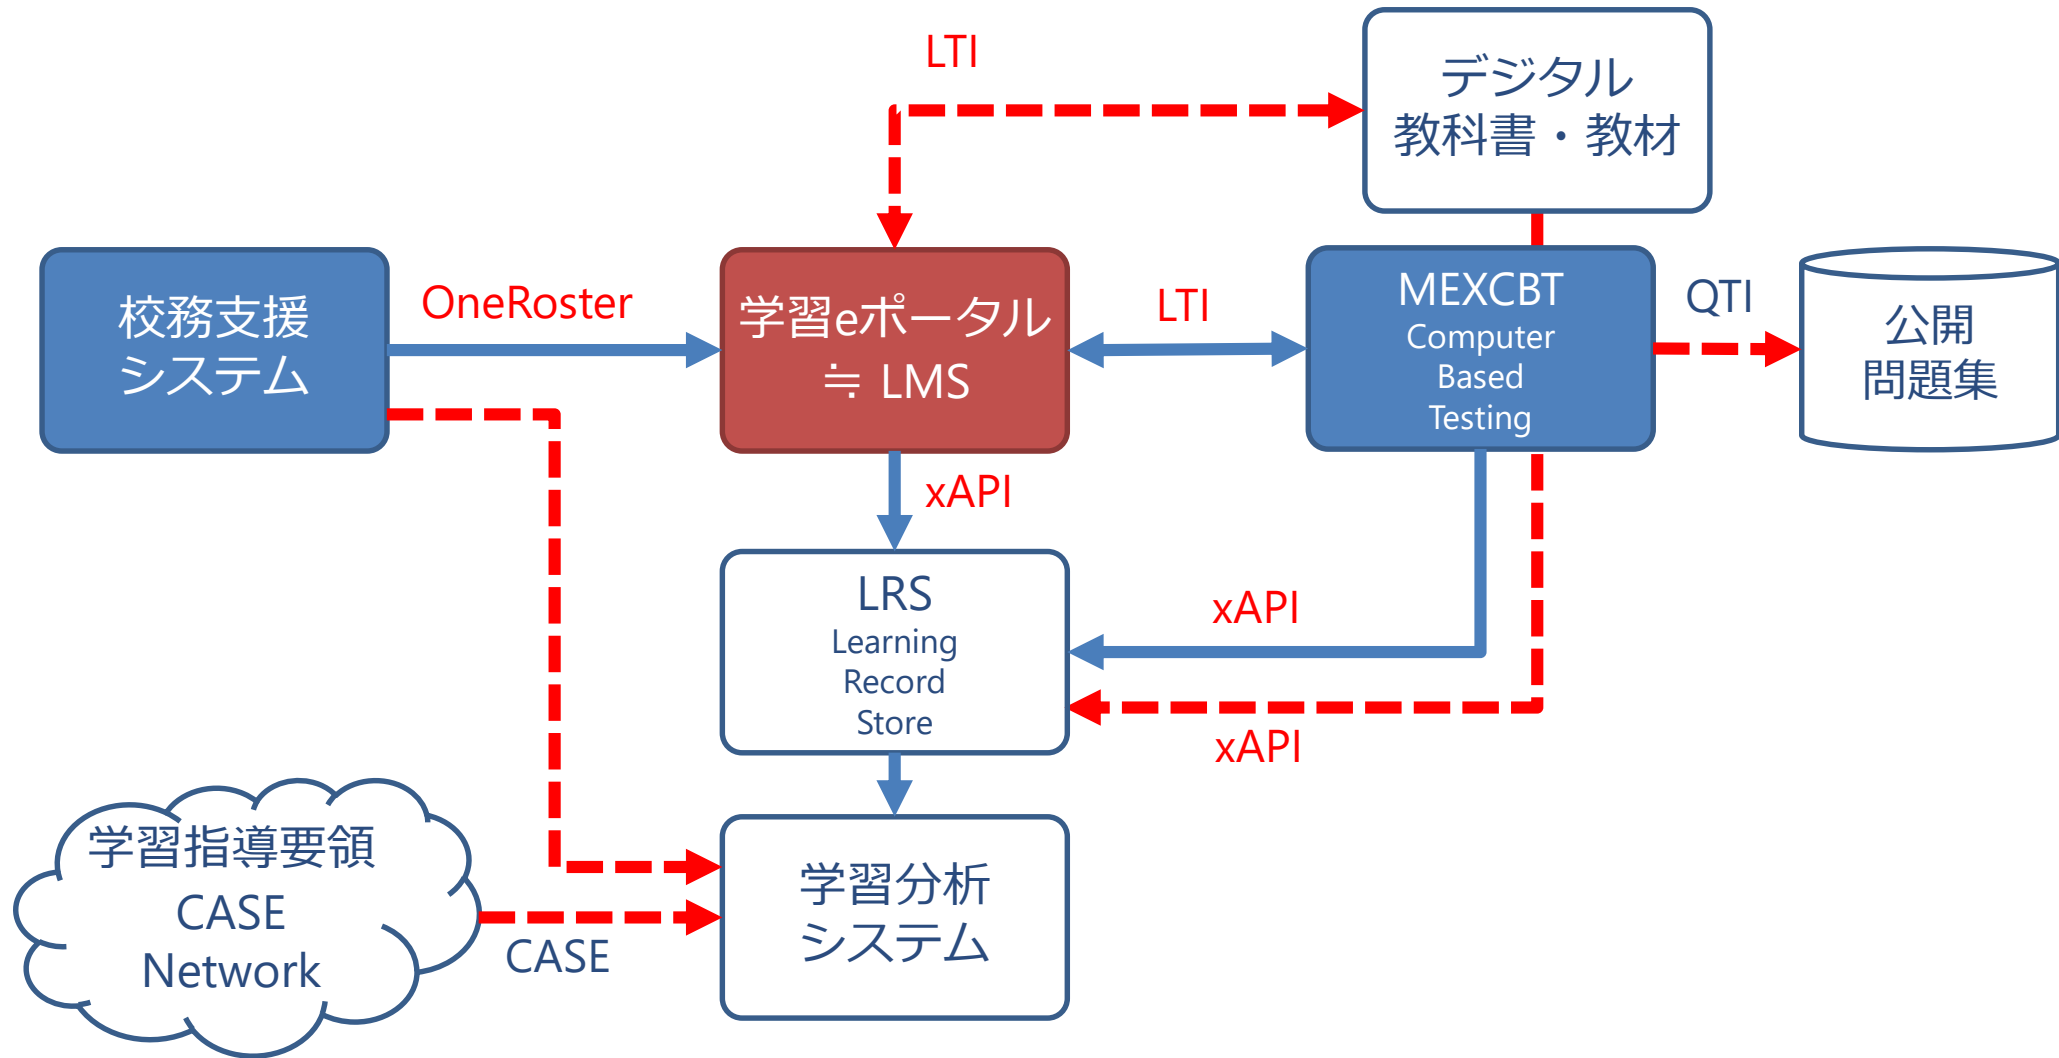 LTI
デジタル
教科書・教材
校務支援
システム
OneRoster
学習eポータル
≒ LMS
LTI
MEXCBT
Computer
Based
Testing
QTI
公開
問題集
xAPI
LRS
Learning
Record
Store
xAPI
xAPI
学習指導要領
CASE
Network
CASE
学習分析
システム